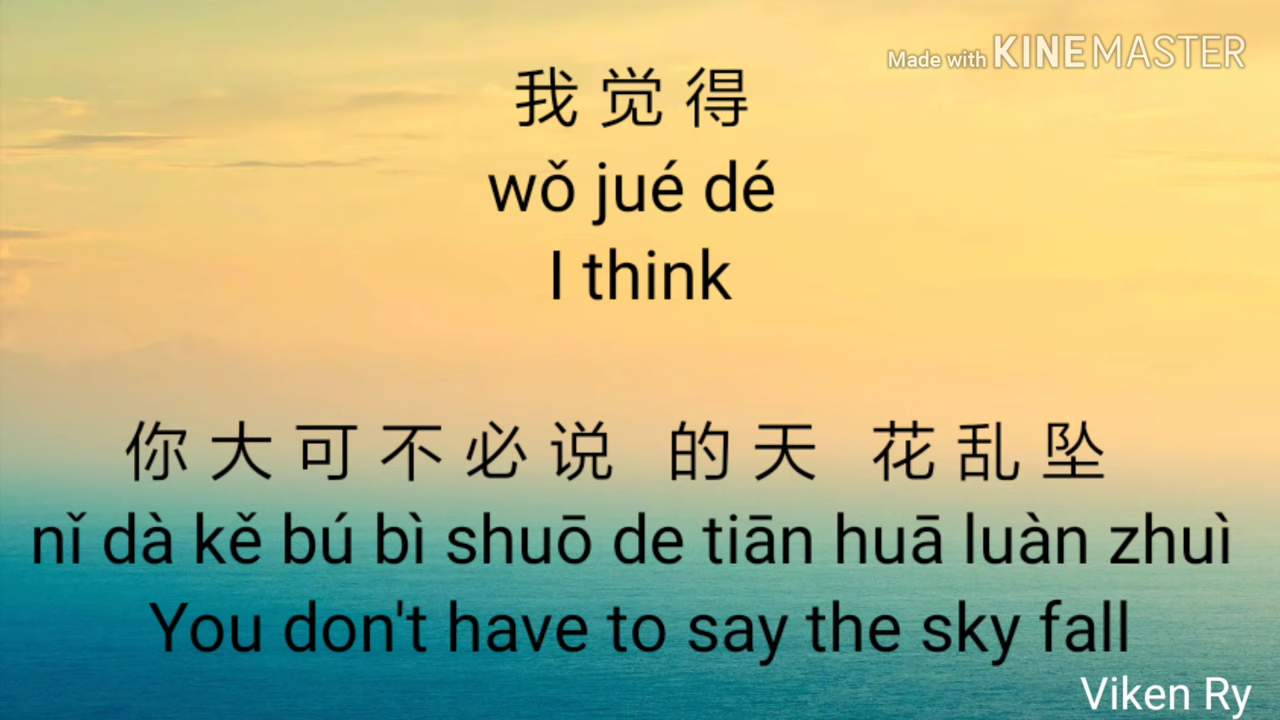 Made with KINEMASTER
我 觉 得
wǒ jué dé
I think
你 大 可 不 必 说 的 天 花 乱 坠
nǐ dà kě bú bì shuō de tiān huā luàn zhuì
You don't have to say the sky fall
Viken Ry